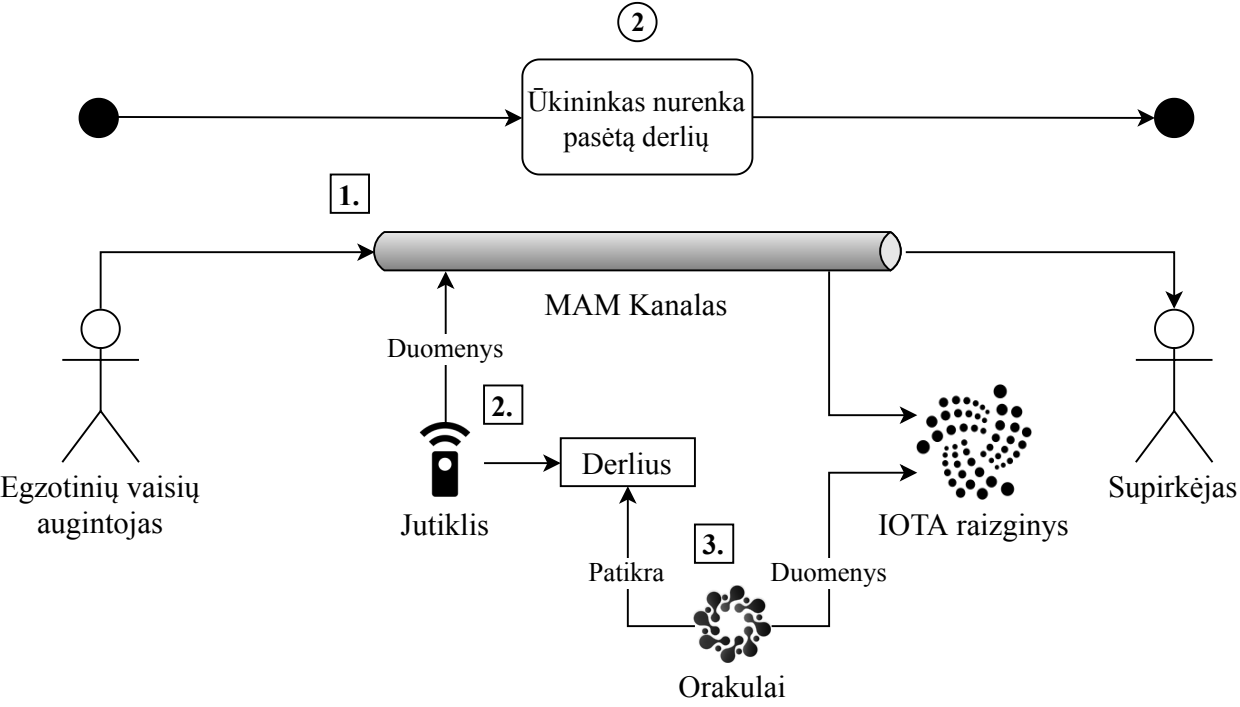 2
Ūkininkas nurenka
pasėtą derlių
1.
MAM Kanalas
Duomenys
2.
Derlius
Egzotinių vaisių
augintojas
Jutiklis
IOTA raizginys
Supirkėjas
3.
Patikra
Duomenys
Orakulai